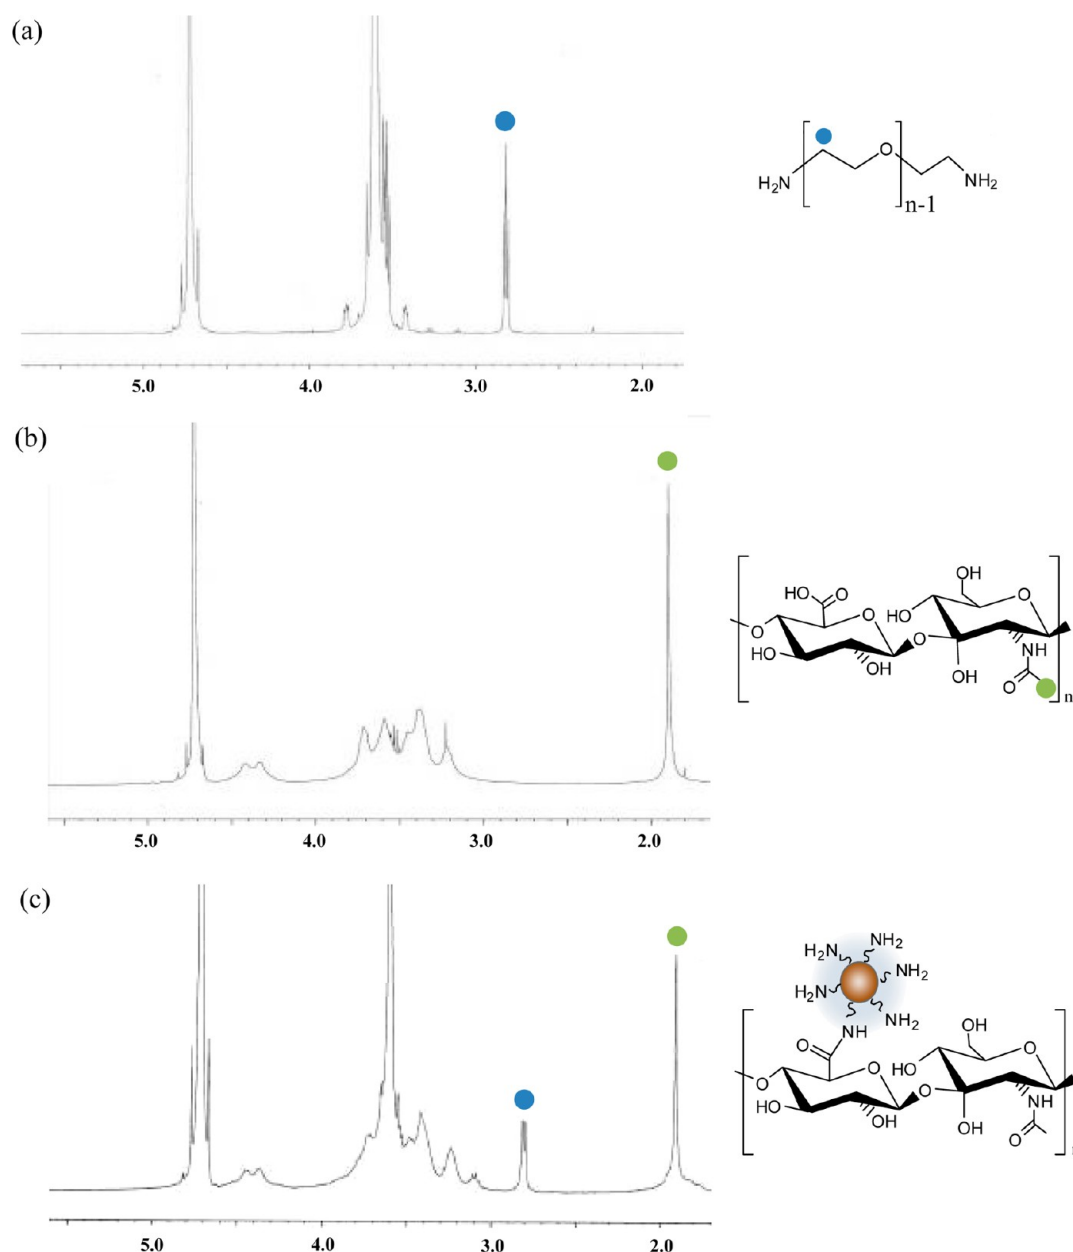 (a)
H₂N
O
NH₂
n-1
5.0 4.0 3.0 2.0
(b)
OH
HO O O
HO O
O O NH
HO OH OH
O
n
5.0 4.0 3.0 2.0
(c)
H₂N NH₂
H₂N NH₂
NH₂
NH
O OH
O HO O
O O NH
HO OH OH
O
5.0 4.0 3.0 2.0